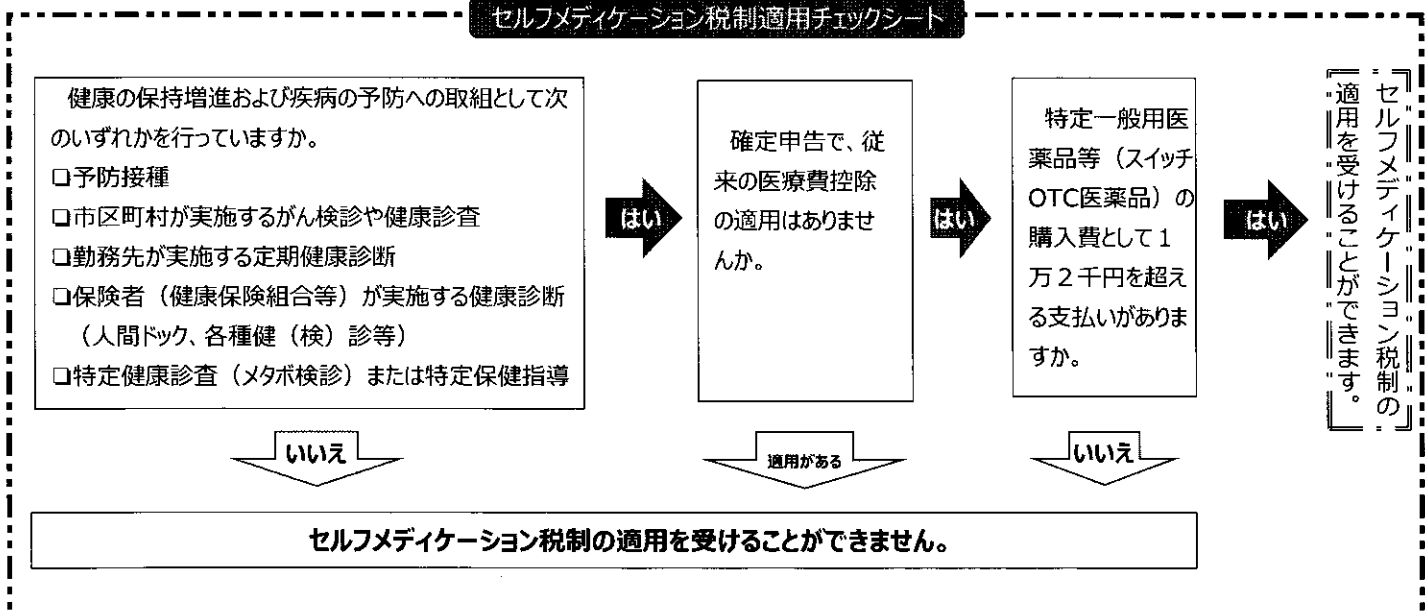 セルフメディケーション税制適用チェックシート
健康の保持増進および疾病の予防への取組として次
のいずれかを行っていますか。
□予防接種
□市区町村が実施するがん検診や健康診査
□勤務先が実施する定期健康診断
□保険者（健康保険組合等）が実施する健康診断
（人間ドック、各種健（検）診等）
□特定健康診査（メタボ検診）または特定保健指導
はい
確定申告で、従
来の医療費控除
の適用はありませ
んか。
はい
特定一般用医
薬品等（スイッチ
OTC医薬品）の
購入費として１
万２千円を超え
る支払いがありま
すか。
はい
セルフメディケーション税制の
適用を受けることができます。
いいえ
適用がある
いいえ
セルフメディケーション税制の適用を受けることができません。